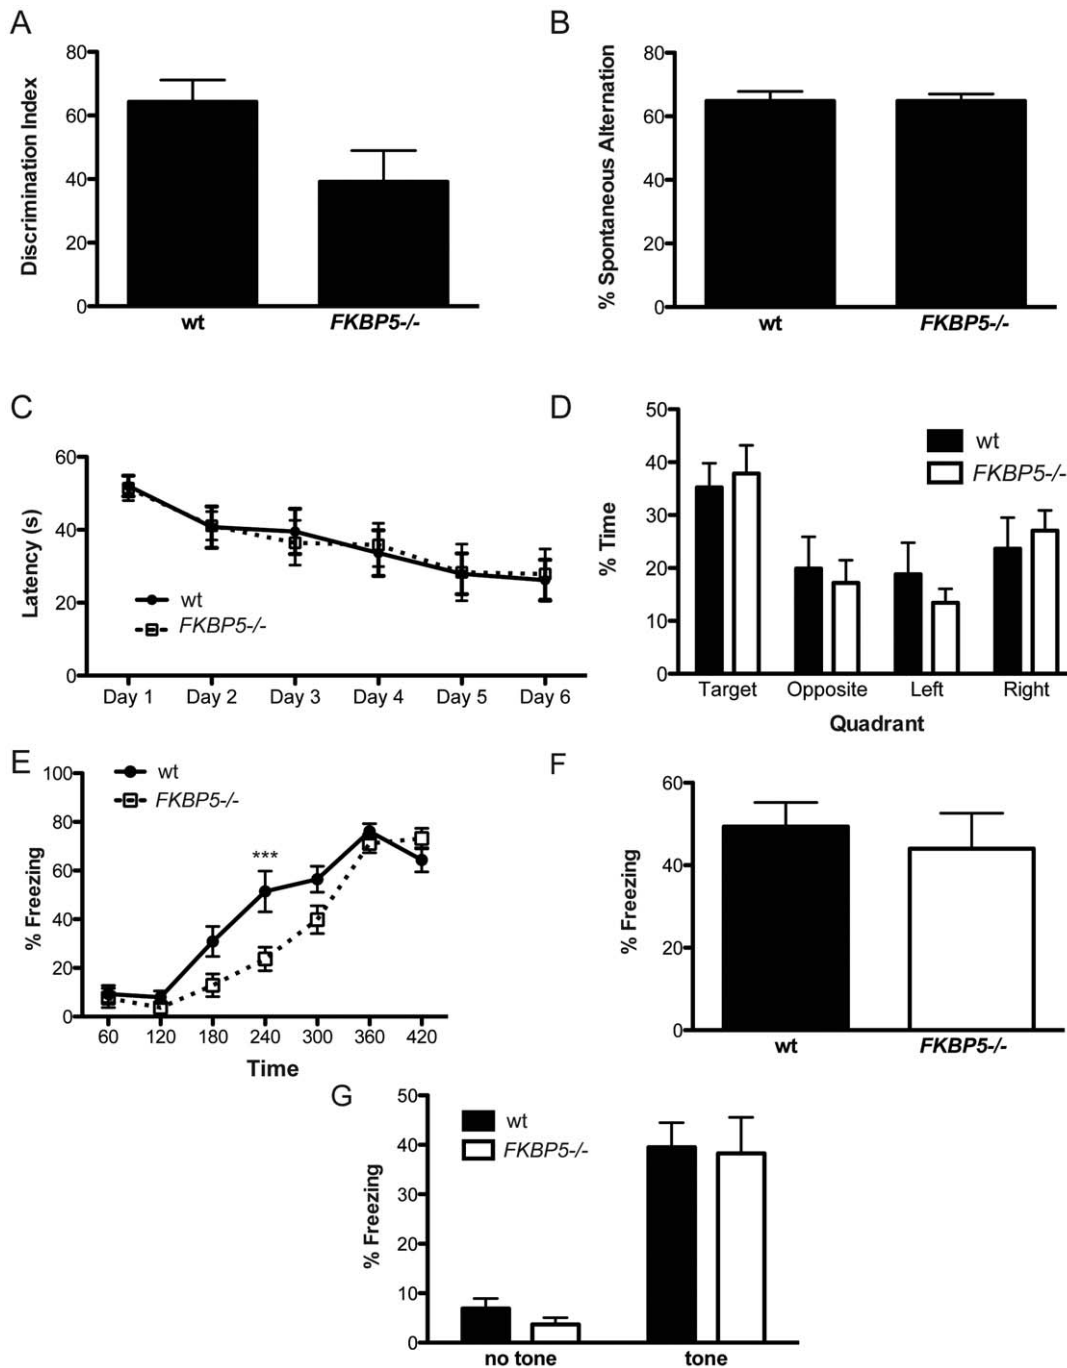 A
Discrimination Index
80
60
40
20
0
wt
FKBP5-/-
B
% Spontaneous Alternation
80
60
40
20
0
wt
FKBP5-/-
C
Latency (s)
60
40
20
0
wt
FKBP5-/-
Day 1 Day 2 Day 3 Day 4 Day 5 Day 6
D
% Time
50
40
30
20
10
0
wt
FKBP5-/-
Target Opposite Left Right
Quadrant
E
% Freezing
100
80
60
40
20
0
wt
FKBP5-/-
***
60 120 180 240 300 360 420
Time
F
% Freezing
60
40
20
0
wt
FKBP5-/-
G
% Freezing
50
40
30
20
10
0
wt
FKBP5-/-
no tone tone